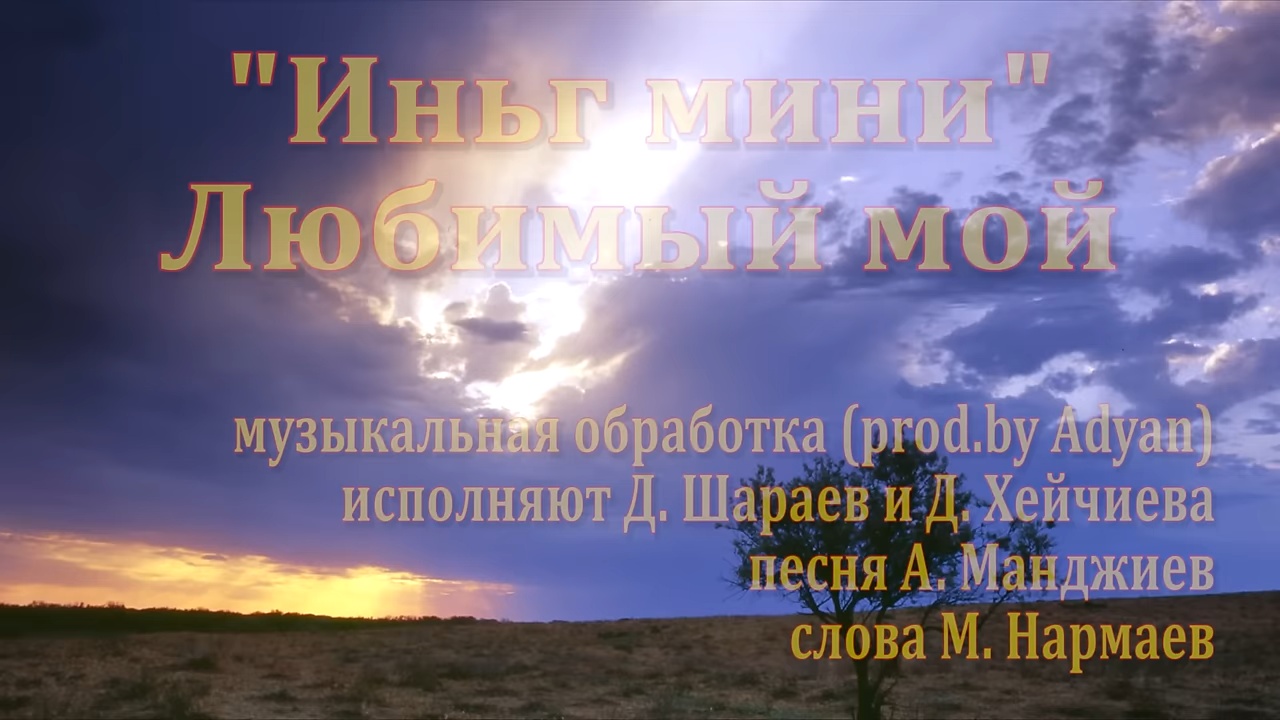 "Иньг мини"
Любимый мой
музыкальная обработка (prod.by Adyan)
исполняют Д. Шараев и Д. Хейчиева
песня А. Манджиев
слова М. Нармаев